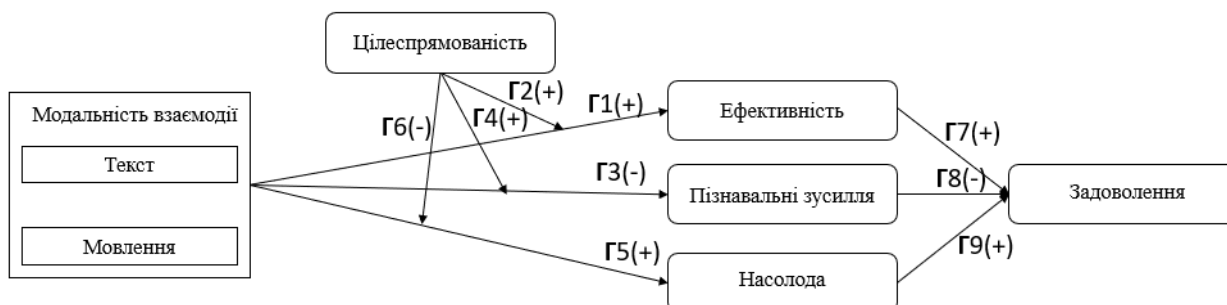 Цілеспрямованість
Модальність взаємодії
Текст
Мовлення
Г2(+)
Г1(+)
Г4(+)
Г6(-)
Г3(-)
Г5(+)
Ефективність
Пізнавальні зусилля
Насолода
Г7(+)
Г8(-)
Г9(+)
Задоволення